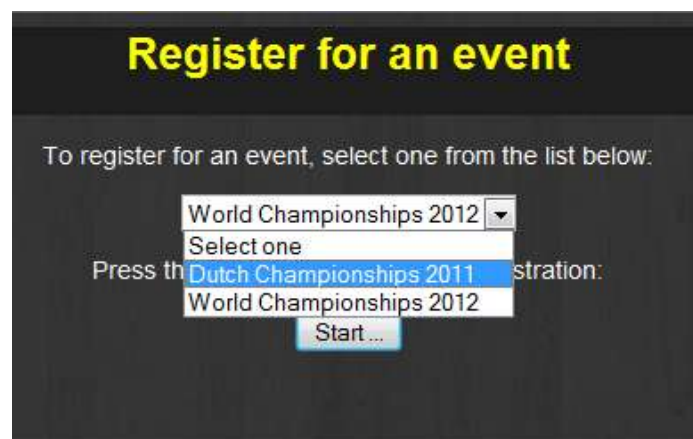 Register for an event
To register for an event, select one from the list below:
World Championships 2012
Select one
Press th
Dutch Championships 2011
stration:
World Championships 2012
Start ...